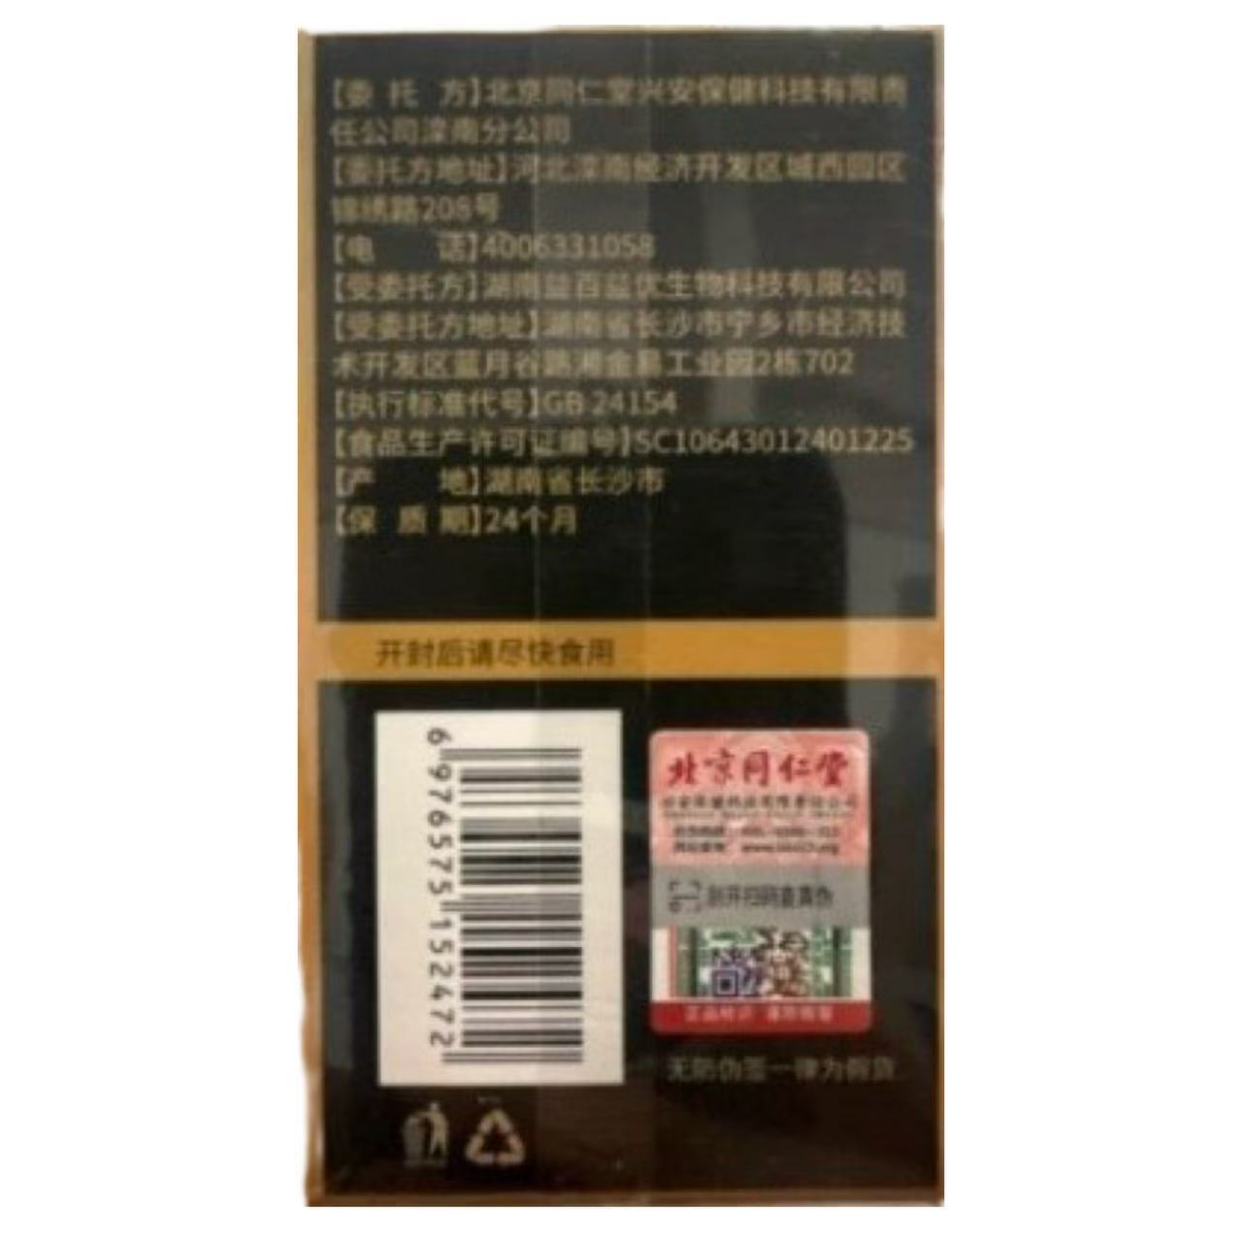 【委 托 方】北京同仁堂兴安保健科技有限责
任公司滦南分公司
【委托方地址】河北滦南经济开发区城西园区
锦绣路208号
【电 话】4006331058
【受委托方】湖南益百益优生物科技有限公司
【受委托方地址】湖南省长沙市宁乡市经济技
术开发区蓝月谷路湘金易工业园2栋702
【执行标准代号】GB 24154
【食品生产许可证编号】SC10643012401225
【产 地】湖南省长沙市
【保 质 期】24个月
开封后请尽快食用
6 976575 152472
北京同仁堂
刮开扫码查真伪
无防伪签一律为假货